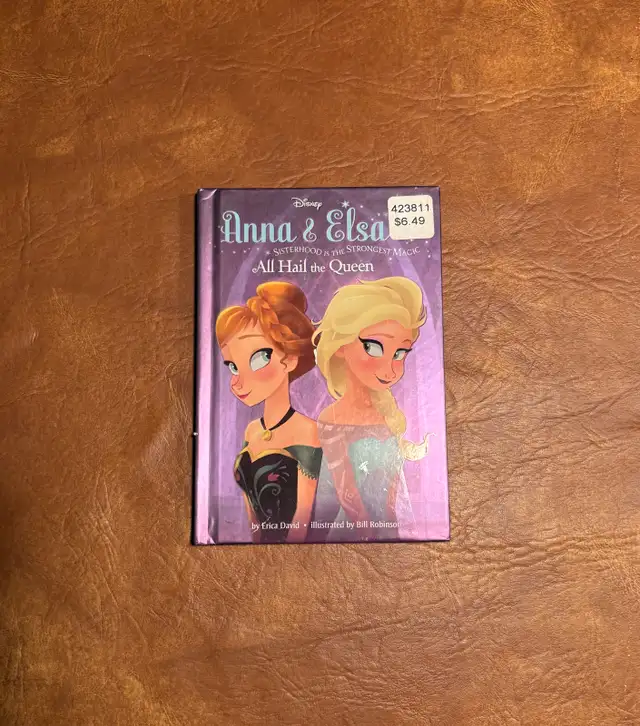 Disney
Anna & Elsa
SISTERHOOD IS THE STRONGEST MAGIC
All Hail the Queen
423811
$6.49
by Erica David • illustrated by Bill Robinson